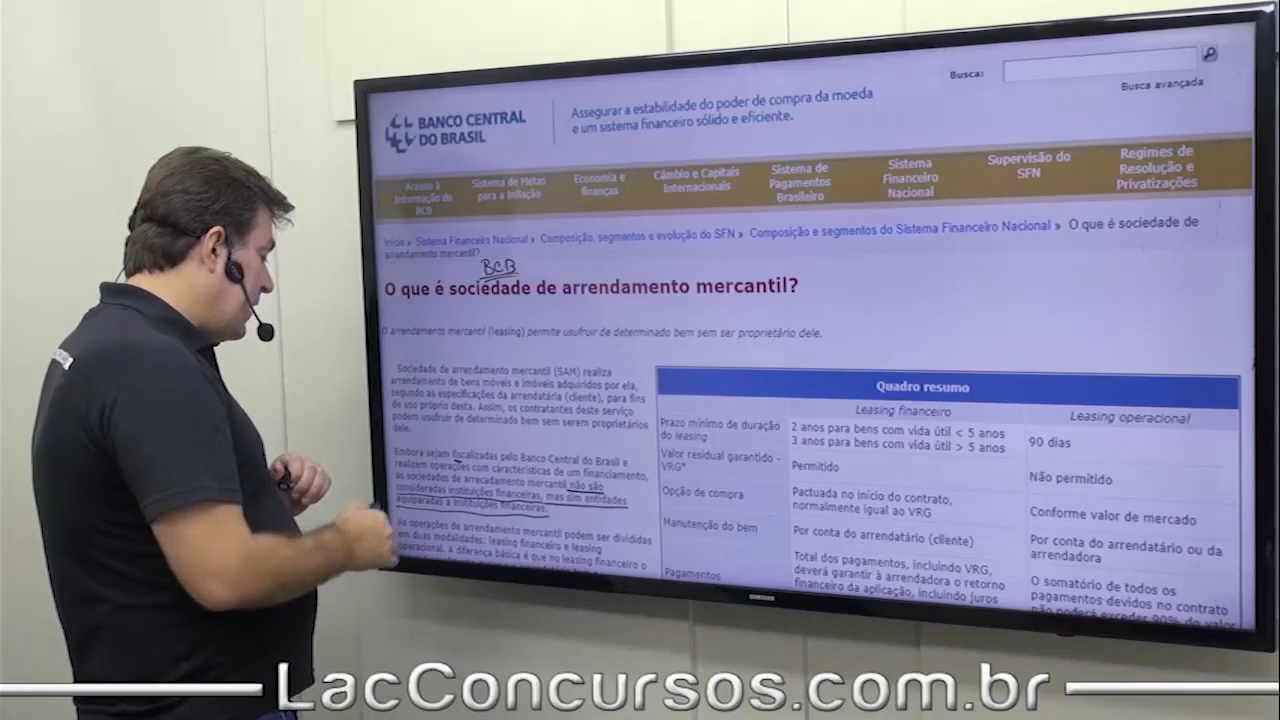 Busca:
Busca avançada
BANCO CENTRAL
DO BRASIL
Assegurar a estabilidade do poder de compra da moeda
e um sistema financeiro sólido e eficiente.
Acesso à
Informação do
BCB
Sistema de Metas
para a Inflação
Economia e
finanças
Câmbio e Capitais
Internacionais
Sistema de
Pagamentos
Brasileiro
Sistema
Financeiro
Nacional
Supervisão do
SFN
Regimes de
Resolução e
Privatizações
Início » Sistema Financeiro Nacional » Composição, segmentos e evolução do SFN » Composição e segmentos do Sistema Financeiro Nacional » O que é sociedade de
arrendamento mercantil?
BCB
O que é sociedade de arrendamento mercantil?
O arrendamento mercantil (leasing) permite usufruir de determinado bem sem ser proprietário dele.
Sociedade de arrendamento mercantil (SAM) realiza
arrendamento de bens móveis e imóveis adquiridos por ela,
segundo as especificações da arrendatária (cliente), para fins
de uso próprio desta. Assim, os contratantes deste serviço
podem usufruir de determinado bem sem serem proprietários
dele.
Embora sejam fiscalizadas pelo Banco Central do Brasil e
realizem operações com características de um financiamento,
as sociedades de arrecadamento mercantil não são
consideradas instituições financeiras, mas sim entidades
equiparadas a instituições financeiras.
As operações de arrendamento mercantil podem ser divididas
em duas modalidades: leasing financeiro e leasing
operacional. A diferença básica é que no leasing financeiro o
Quadro resumo
Leasing financeiro
Leasing operacional
Prazo mínimo de duração
do leasing
2 anos para bens com vida útil < 5 anos
3 anos para bens com vida útil > 5 anos
90 dias
Valor residual garantido -
VRG*
Permitido
Não permitido
Opção de compra
Pactuada no início do contrato,
normalmente igual ao VRG
Conforme valor de mercado
Manutenção do bem
Por conta do arrendatário (cliente)
Por conta do arrendatário ou da
arrendadora
Pagamentos
Total dos pagamentos, incluindo VRG,
deverá garantir à arrendadora o retorno
financeiro da aplicação, incluindo juros
O somatório de todos os
pagamentos devidos no contrato
não poderá exceder 90% do valor
SAMSUNG
LacConcursos.com.br